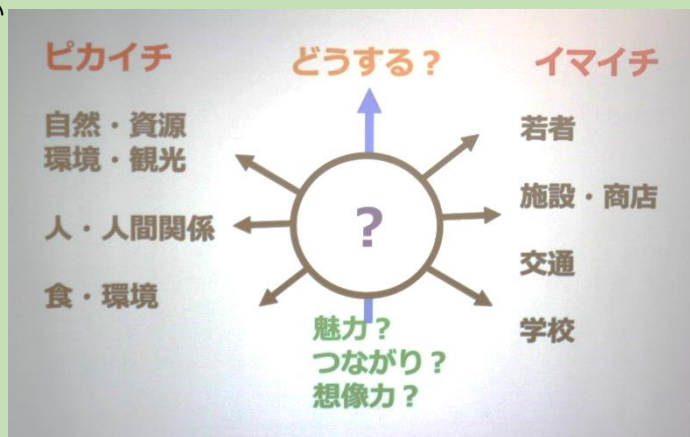 ピカイチ
自然・資源
環境・観光
人・人間関係
食・環境
どうする？
?
魅力？
つながり？
想像力？
イマイチ
若者
施設・商店
交通
学校